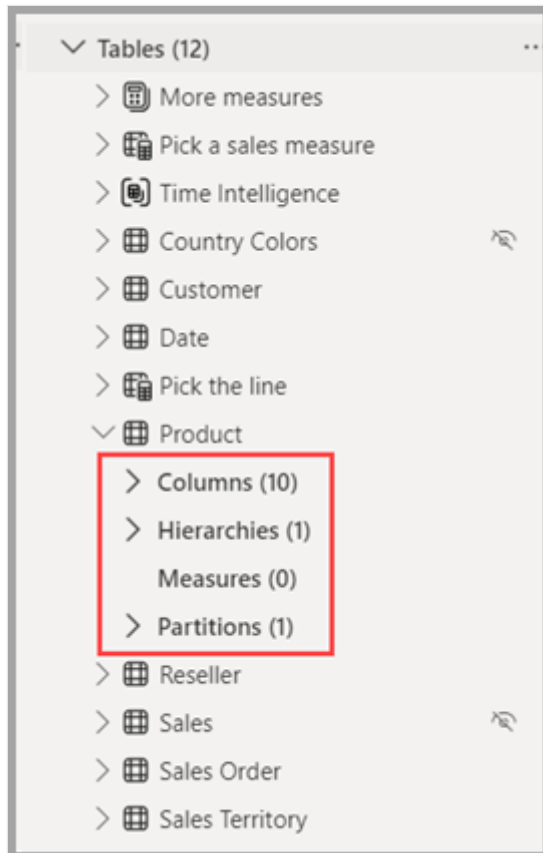 Tables (12)
More measures
Pick a sales measure
Time Intelligence
Country Colors
Customer
Date
Pick the line
Product
Columns (10)
Hierarchies (1)
Measures (0)
Partitions (1)
Reseller
Sales
Sales Order
Sales Territory